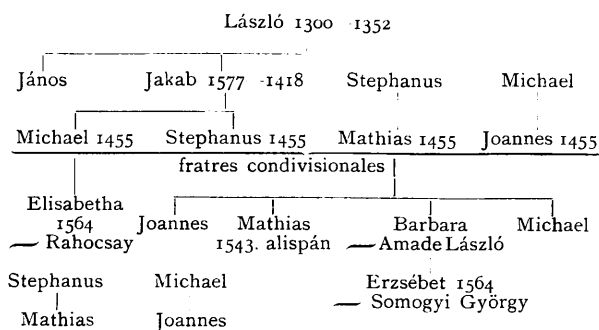 László 1300 - 1352
János Jakab 1577 - 1418 Stephanus Michael
Michael 1455 Stephanus 1455 Mathias 1455 Joannes 1455
fratres condivisionales
Elisabetha Joannes Mathias Barbara Michael
1564 1543. alispán — Amade László
— Rahocsay
Stephanus Michael Erzsébet 1564
— Somogyi György
Mathias Joannes